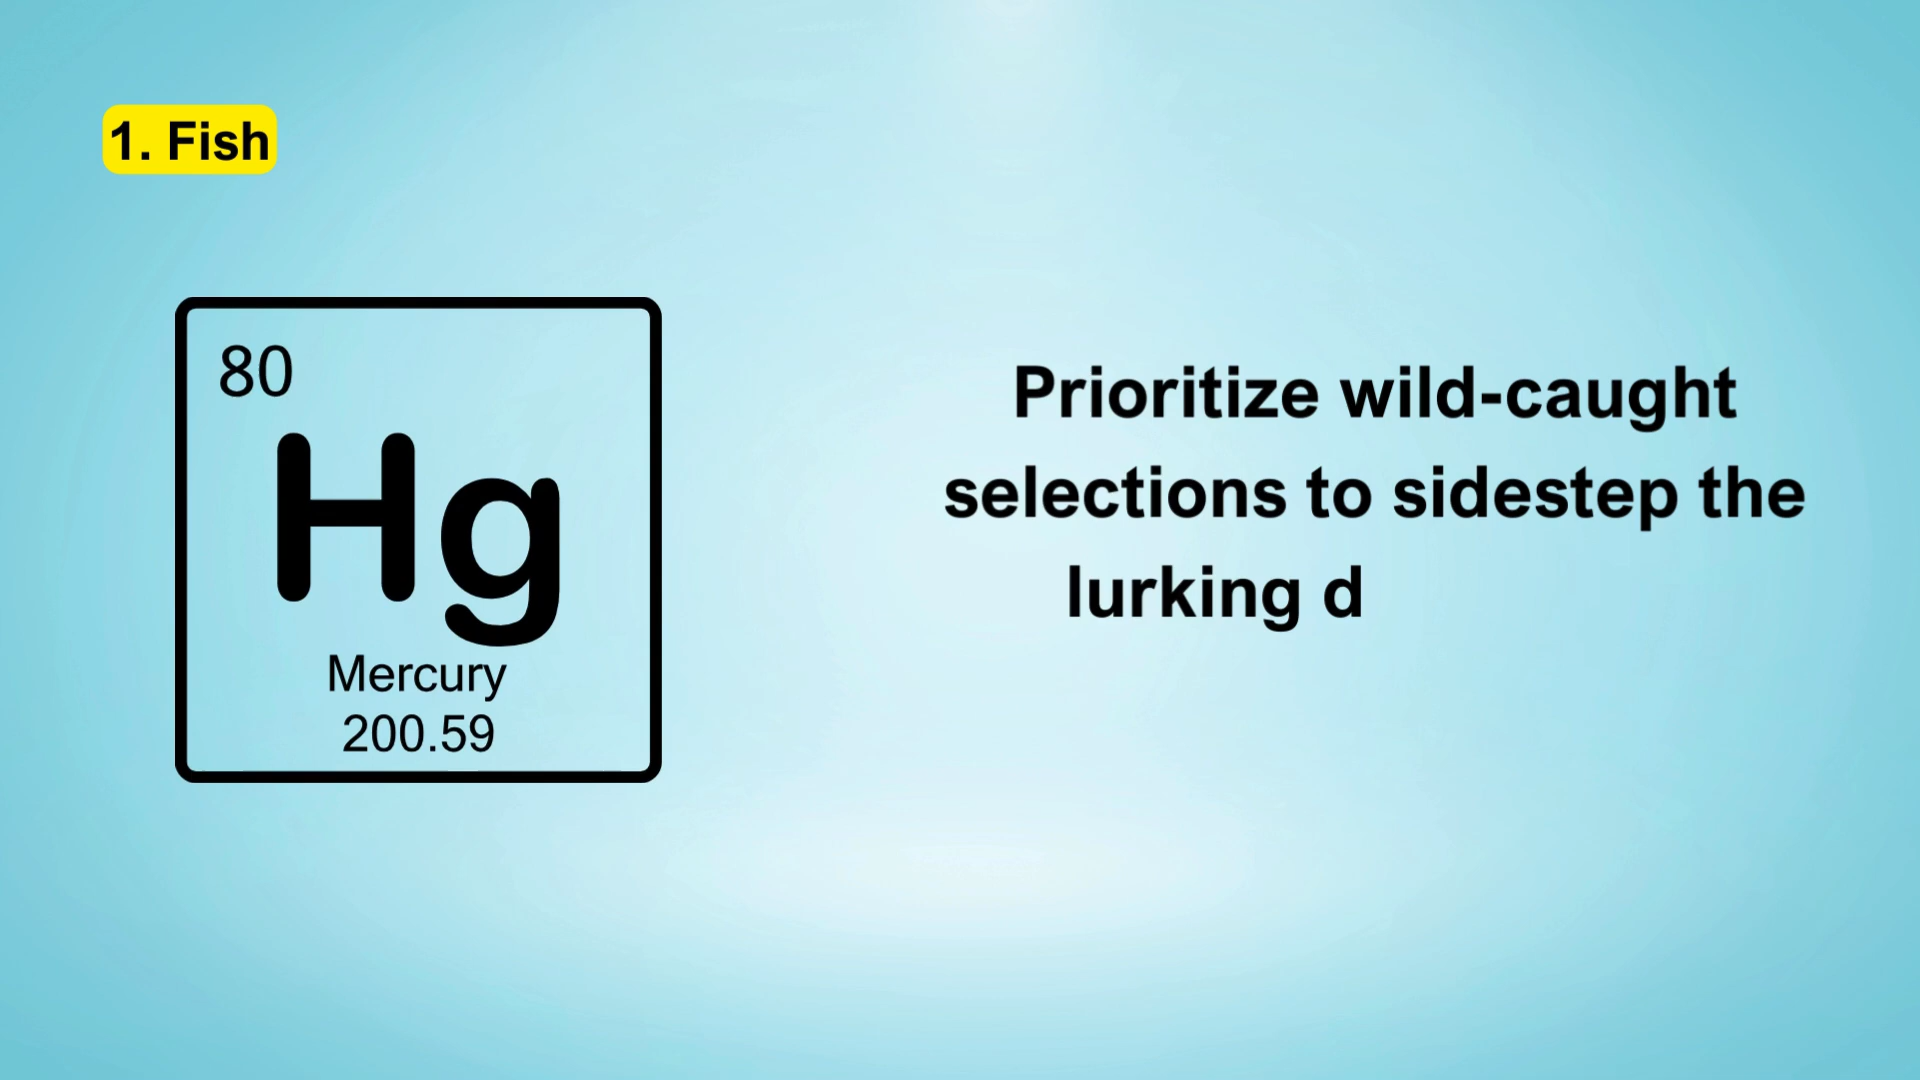 1. Fish
80
Hg
Mercury
200.59
Prioritize wild-caught
selections to sidestep the
lurking d